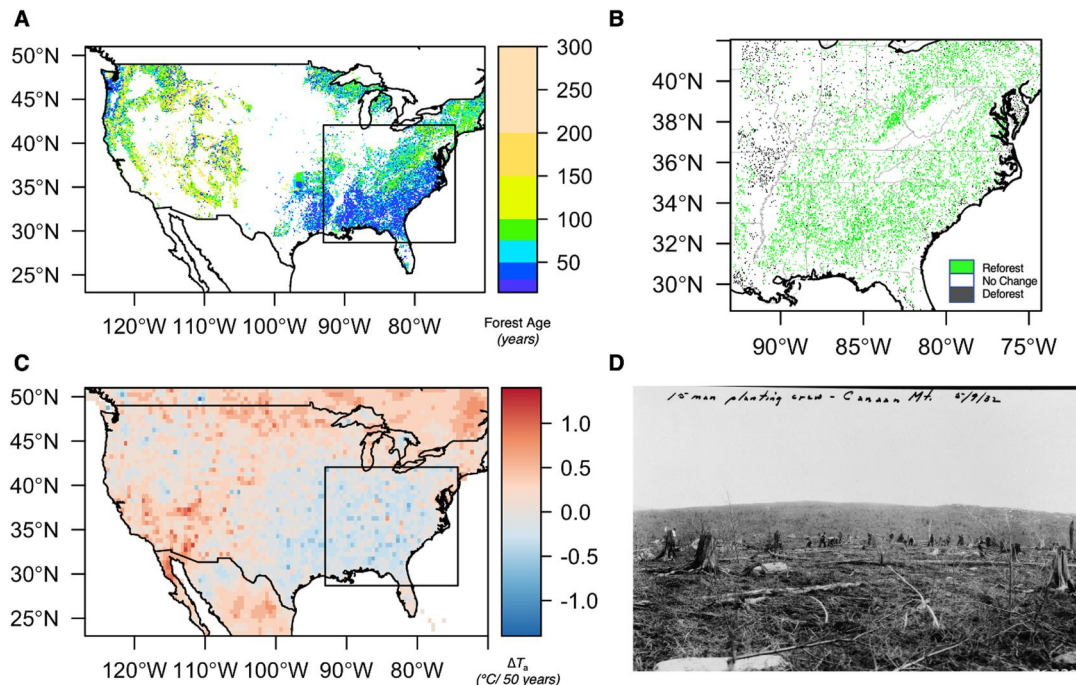 A
50°N
45°N
40°N
35°N
30°N
25°N
120°W 110°W 100°W 90°W 80°W
300
200
150
100
50
Forest Age
(years)
B
40°N
38°N
36°N
34°N
32°N
30°N
90°W 85°W 80°W 75°W
Reforest
No Change
Deforest
C
50°N
45°N
40°N
35°N
30°N
25°N
120°W 110°W 100°W 90°W 80°W
1.0
0.5
0.0
-0.5
-1.0
ΔTa
(°C/ 50 years)
D
15 man planting crew - Canaan Mt. 5/9/32